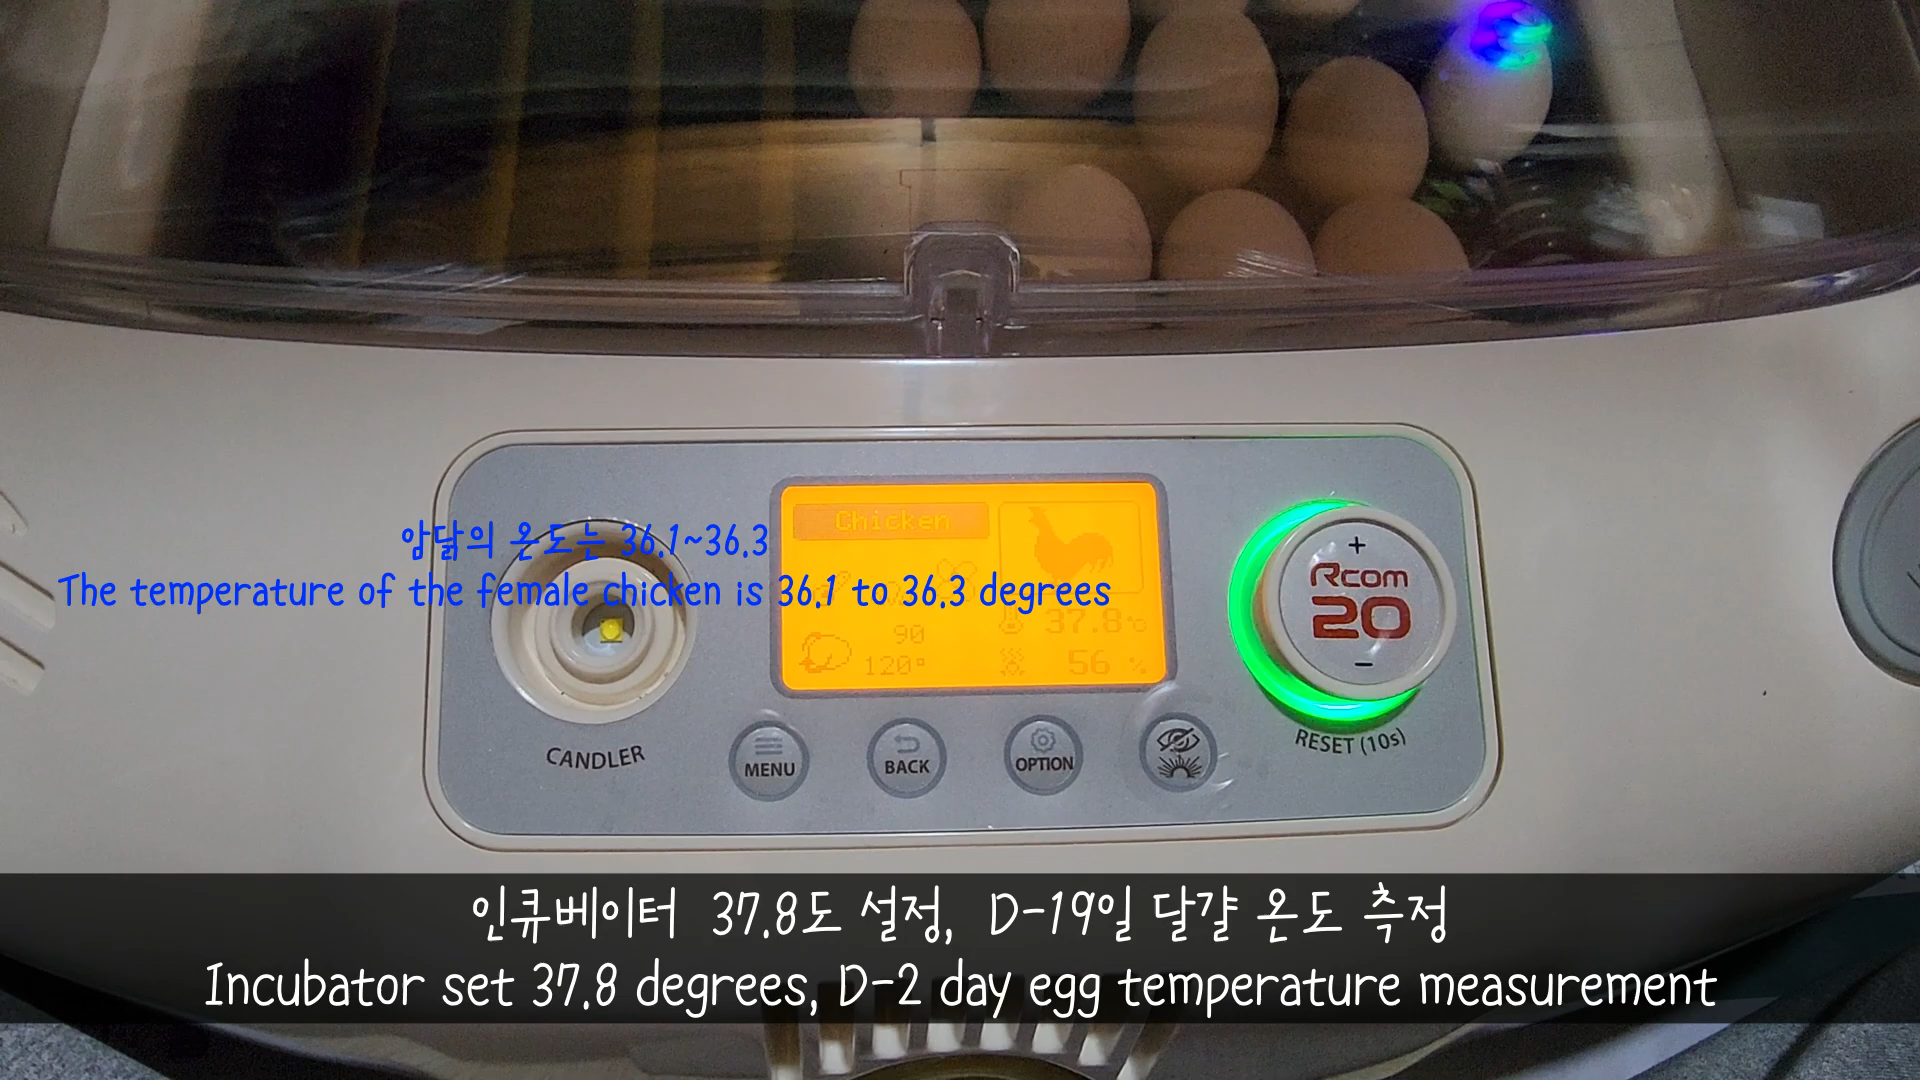 Chicken
암닭의 온도는 36.1~36.3
The temperature of the female chicken is 36.1 to 36.3 degrees
37.8°C
90
120°
56 %
+
Rcom
20
−
RESET (10s)
CANDLER
MENU
BACK
OPTION
인큐베이터 37.8도 설정, D-19일 달걀 온도 측정
Incubator set 37.8 degrees, D-2 day egg temperature measurement